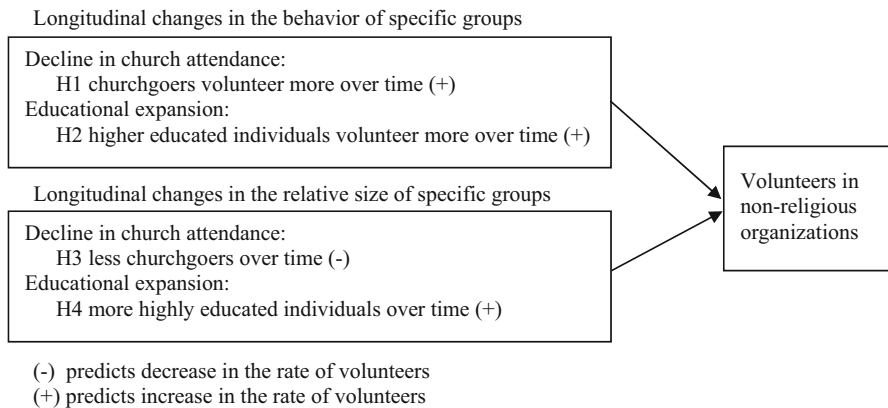 Longitudinal changes in the behavior of specific groups
Decline in church attendance:
H1 churchgoers volunteer more over time (+)
Educational expansion:
H2 higher educated individuals volunteer more over time (+)
Longitudinal changes in the relative size of specific groups
Decline in church attendance:
H3 less churchgoers over time (-)
Educational expansion:
H4 more highly educated individuals over time (+)
Volunteers in
non-religious
organizations
(-) predicts decrease in the rate of volunteers
(+) predicts increase in the rate of volunteers